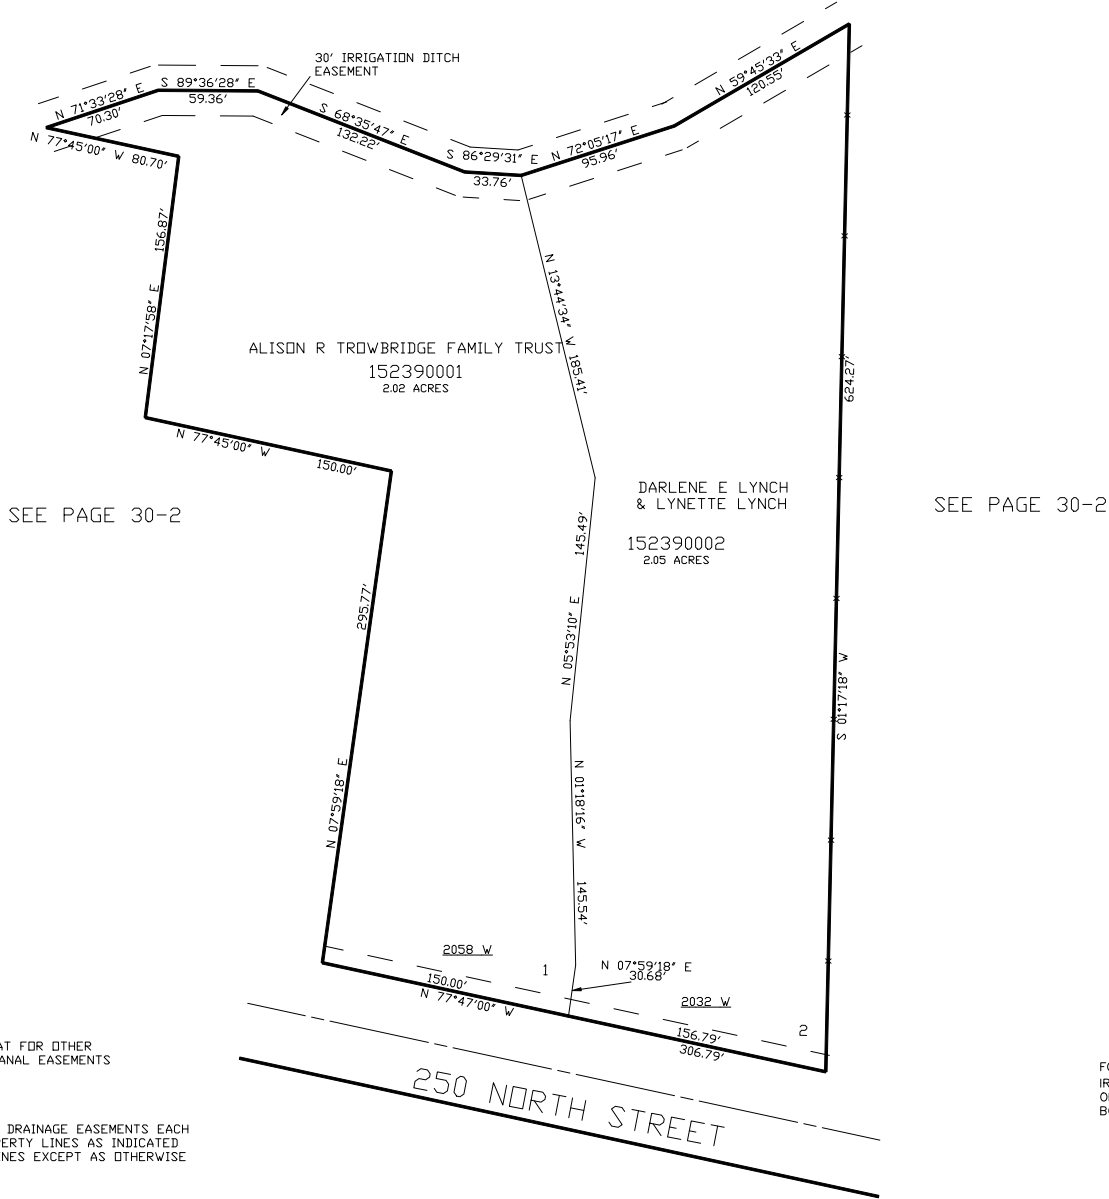 30' IRRIGATION DITCH
EASEMENT
N 59°45'33" E
120.55'
N 71°33'28" E
70.30'
S 89°36'28" E
59.36'
S 68°35'47" E
132.22'
S 86°29'31" E
33.76'
N 72°05'17" E
95.96'
N 77°45'00" W 80.70'
N 07°17'58" E 156.87'
N 13°44'34" W 185.41'
ALISON R TROWBRIDGE FAMILY TRUST
152390001
2.02 ACRES
624.27'
N 77°45'00" W 150.00'
SEE PAGE 30-2
DARLENE E LYNCH
& LYNETTE LYNCH
152390002
2.05 ACRES
SEE PAGE 30-2
N 05°53'10" E 145.49'
N 07°59'18" E 295.77'
S 01°17'18" W
N 01°18'16" W 145.54'
2058 W
1
N 07°59'18" E
30.68'
150.00'
N 77°47'00" W
2032 W
2
156.79'
306.79'
250 NORTH STREET
AT FOR OTHER
ANAL EASEMENTS
DRAINAGE EASEMENTS EACH
PERTY LINES AS INDICATED
NES EXCEPT AS OTHERWISE
FO
IR
O
BO